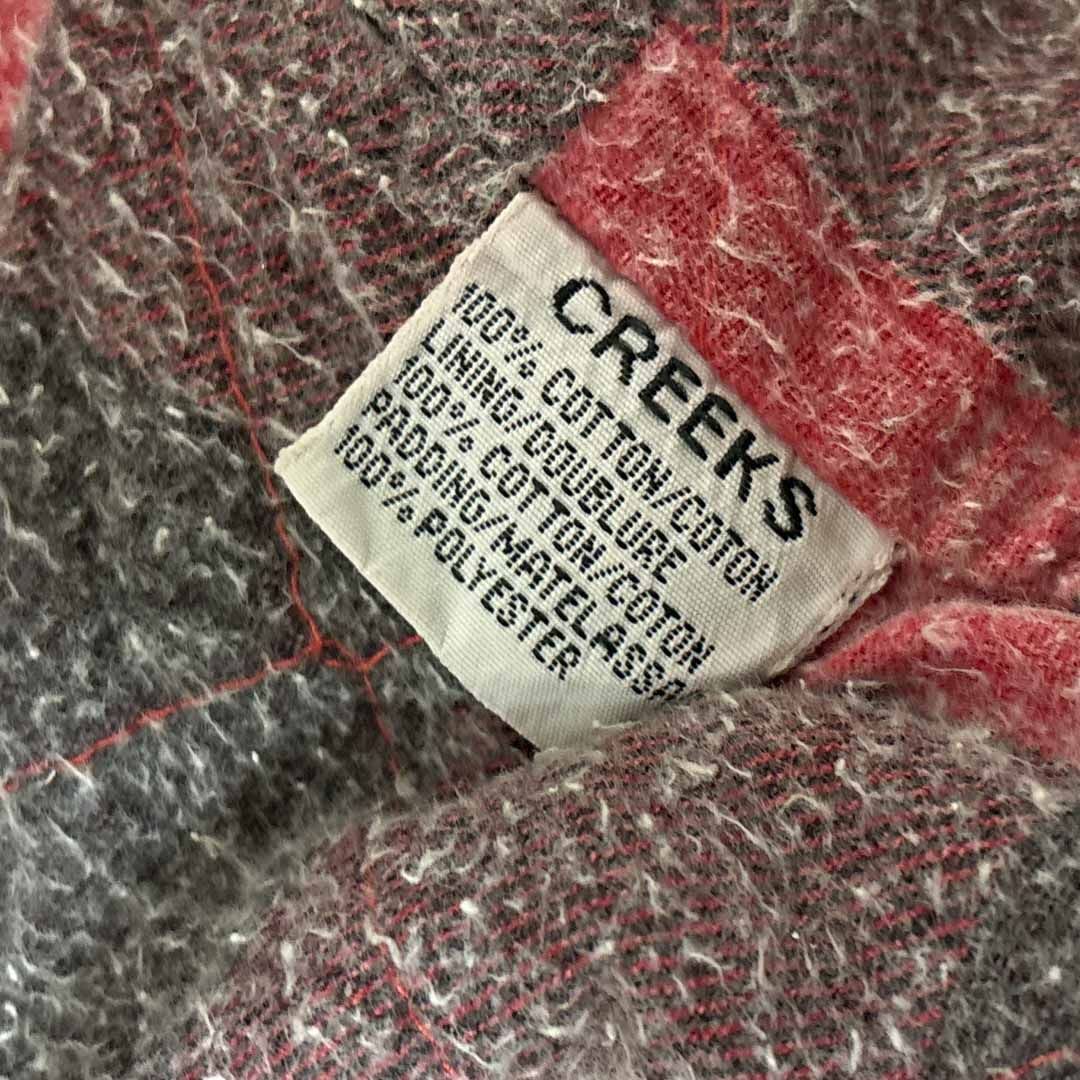 CREEKS
100% COTTON/COTON
LINING/DOUBLURE
100% COTTON/COTON
PADDING/MATELASSA
100% POLYESTER